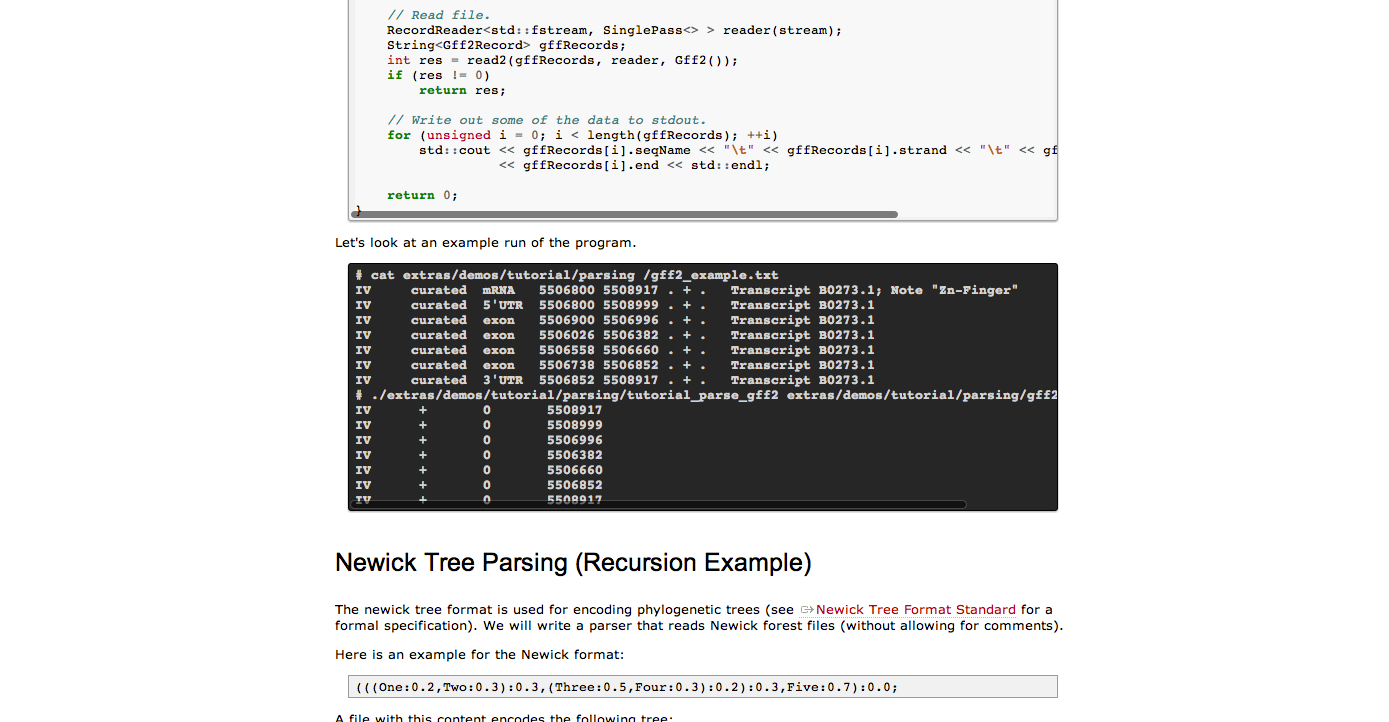 // Read file.
RecordReader<std::fstream, SinglePass<> > reader(stream);
String<Gff2Record> gffRecords;
int res = read2(gffRecords, reader, Gff2());
if (res != 0)
return res;
// Write out some of the data to stdout.
for (unsigned i = 0; i < length(gffRecords); ++i)
std::cout << gffRecords[i].seqName << "\t" << gffRecords[i].strand << "\t" << gf
<< gffRecords[i].end << std::endl;
return 0;
}
Let's look at an example run of the program.
# cat extras/demos/tutorial/parsing /gff2_example.txt
IV curated mRNA 5506800 5508917 . + . Transcript B0273.1; Note "Zn-Finger"
IV curated 5'UTR 5506800 5508999 . + . Transcript B0273.1
IV curated exon 5506900 5506996 . + . Transcript B0273.1
IV curated exon 5506026 5506382 . + . Transcript B0273.1
IV curated exon 5506558 5506660 . + . Transcript B0273.1
IV curated exon 5506738 5506852 . + . Transcript B0273.1
IV curated 3'UTR 5506852 5508917 . + . Transcript B0273.1
# ./extras/demos/tutorial/parsing/tutorial_parse_gff2 extras/demos/tutorial/parsing/gff2
IV + 0 5508917
IV + 0 5508999
IV + 0 5506996
IV + 0 5506382
IV + 0 5506660
IV + 0 5506852
IV + 0 5508917
Newick Tree Parsing (Recursion Example)
The newick tree format is used for encoding phylogenetic trees (see Newick Tree Format Standard for a
formal specification). We will write a parser that reads Newick forest files (without allowing for comments).
Here is an example for the Newick format:
(((One:0.2,Two:0.3):0.3,(Three:0.5,Four:0.3):0.2):0.3,Five:0.7):0.0;
A file with this content encodes the following tree: